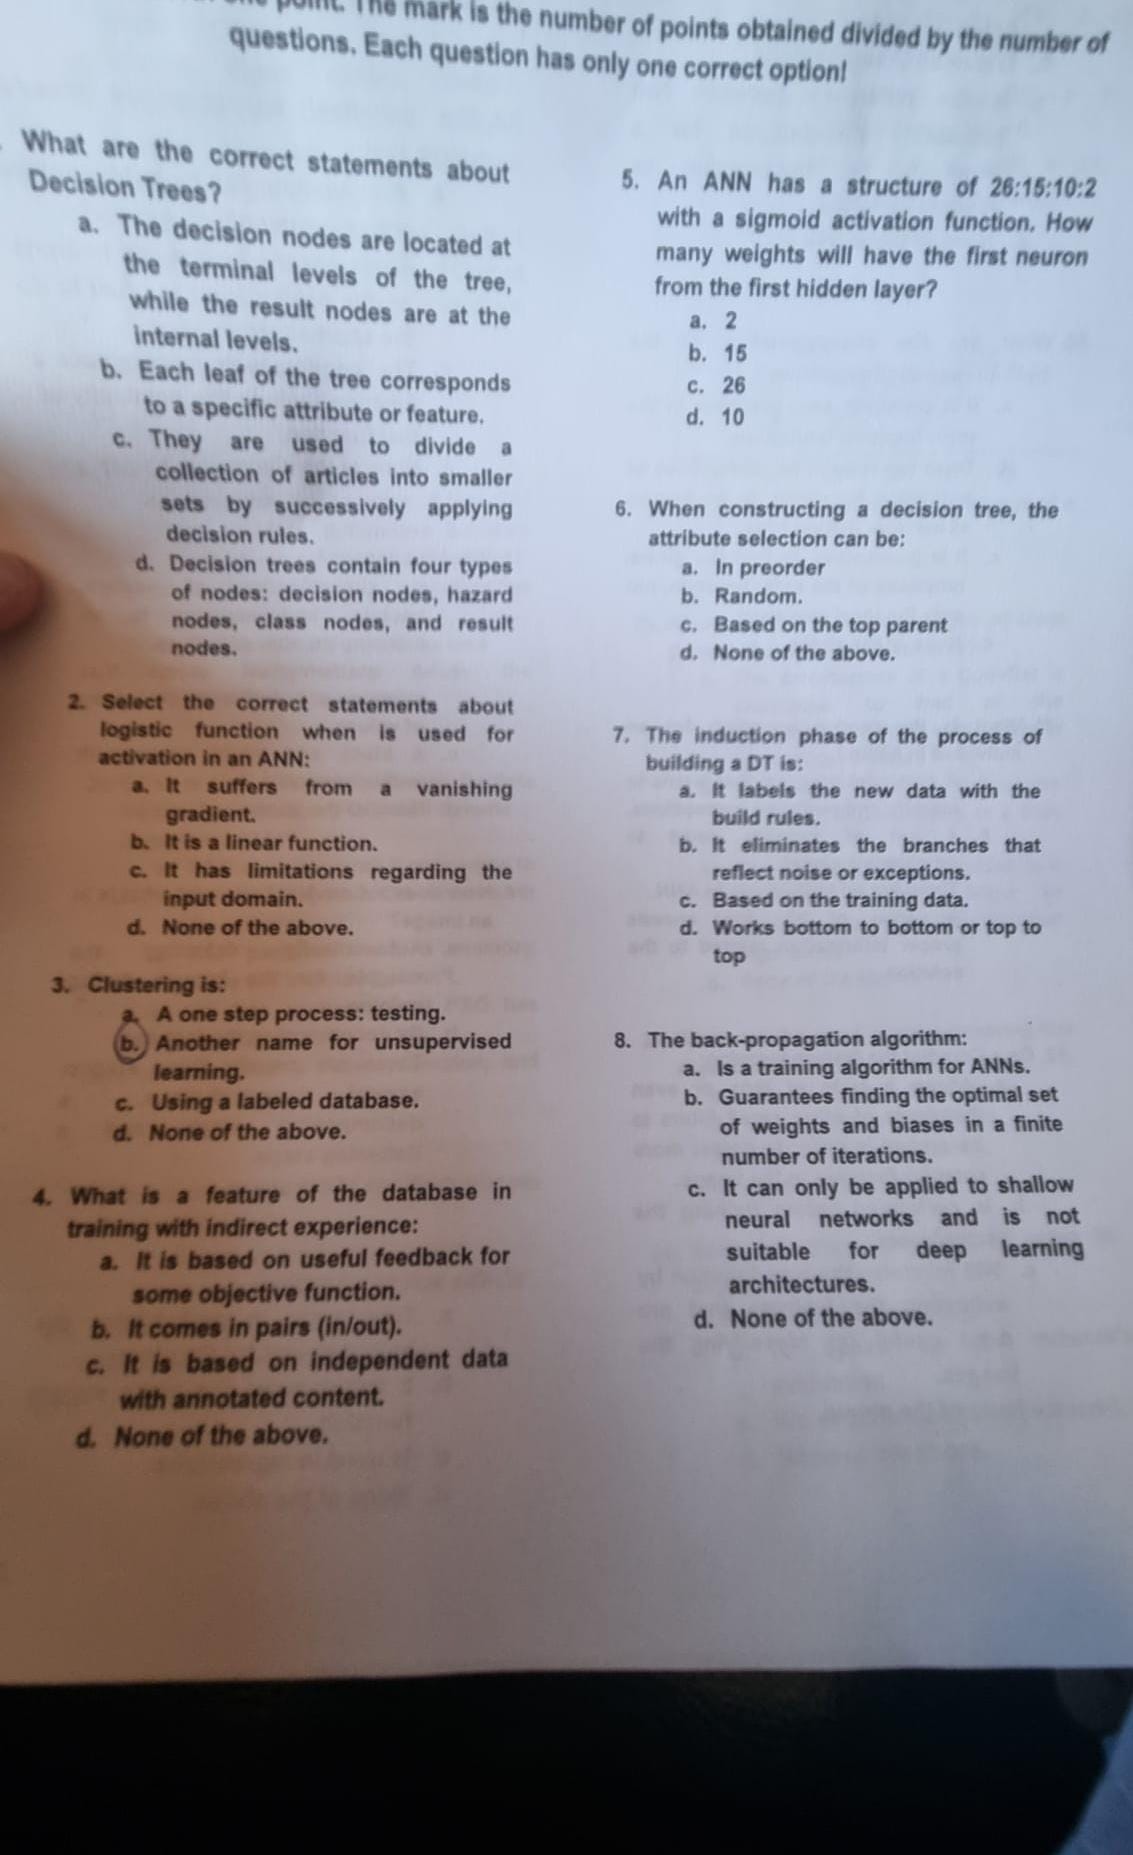 point. The mark is the number of points obtained divided by the number of
questions. Each question has only one correct option!
What are the correct statements about
Decision Trees?
a. The decision nodes are located at
the terminal levels of the tree,
while the result nodes are at the
internal levels.
b. Each leaf of the tree corresponds
to a specific attribute or feature.
c. They are used to divide a
collection of articles into smaller
sets by successively applying
decision rules.
d. Decision trees contain four types
of nodes: decision nodes, hazard
nodes, class nodes, and result
nodes.
2. Select the correct statements about
logistic function when is used for
activation in an ANN:
a. It suffers from a vanishing
gradient.
b. It is a linear function.
c. It has limitations regarding the
input domain.
d. None of the above.
3. Clustering is:
a. A one step process: testing.
b. Another name for unsupervised
learning.
c. Using a labeled database.
d. None of the above.
4. What is a feature of the database in
training with indirect experience:
a. It is based on useful feedback for
some objective function.
b. It comes in pairs (in/out).
c. It is based on independent data
with annotated content.
d. None of the above.
5. An ANN has a structure of 26:15:10:2
with a sigmoid activation function. How
many weights will have the first neuron
from the first hidden layer?
a. 2
b. 15
c. 26
d. 10
6. When constructing a decision tree, the
attribute selection can be:
a. In preorder
b. Random.
c. Based on the top parent
d. None of the above.
7. The induction phase of the process of
building a DT is:
a. It labels the new data with the
build rules.
b. It eliminates the branches that
reflect noise or exceptions.
c. Based on the training data.
d. Works bottom to bottom or top to
top
8. The back-propagation algorithm:
a. Is a training algorithm for ANNs.
b. Guarantees finding the optimal set
of weights and biases in a finite
number of iterations.
c. It can only be applied to shallow
neural networks and is not
suitable for deep learning
architectures.
d. None of the above.